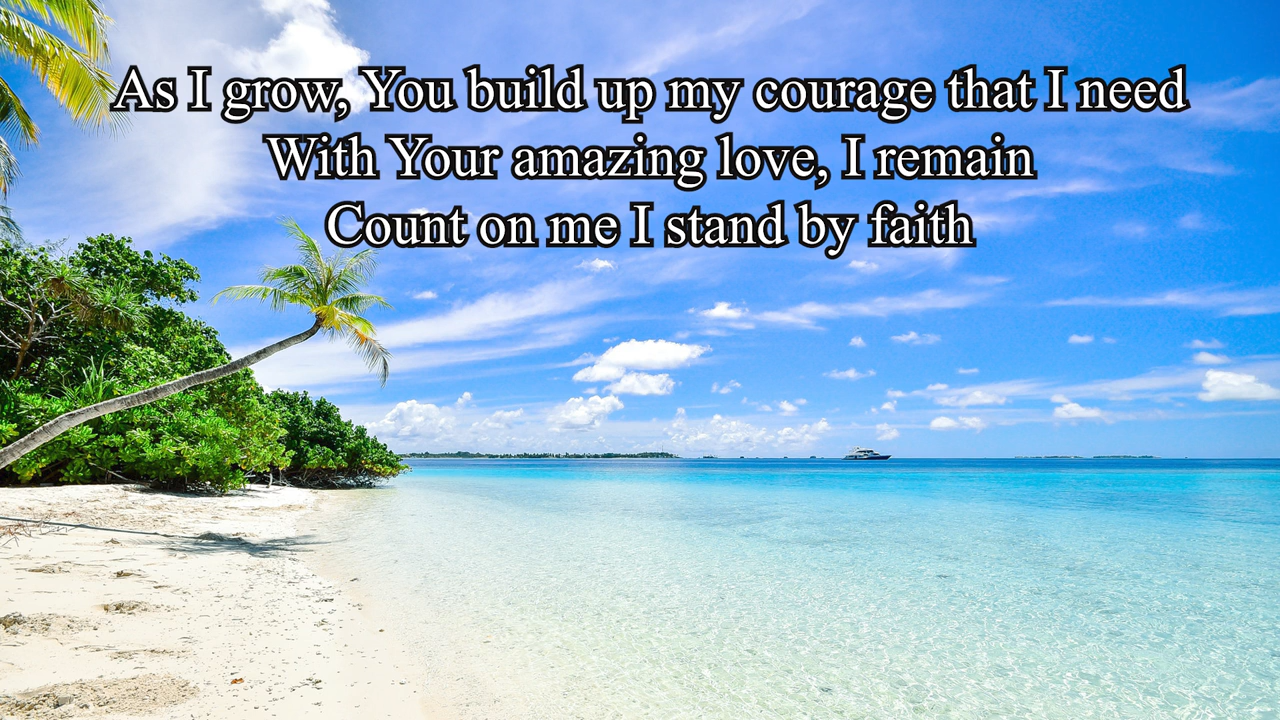 As I grow, You build up my courage that I need
With Your amazing love, I remain
Count on me I stand by faith